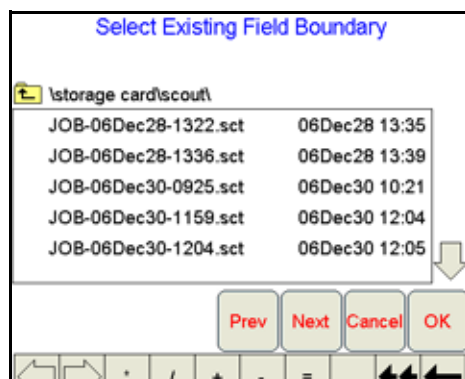 Select Existing Field Boundary
\storage card\scout\
JOB-06Dec28-1322.sct 06Dec28 13:35
JOB-06Dec28-1336.sct 06Dec28 13:39
JOB-06Dec30-0925.sct 06Dec30 10:21
JOB-06Dec30-1159.sct 06Dec30 12:04
JOB-06Dec30-1204.sct 06Dec30 12:05
Prev Next Cancel OK